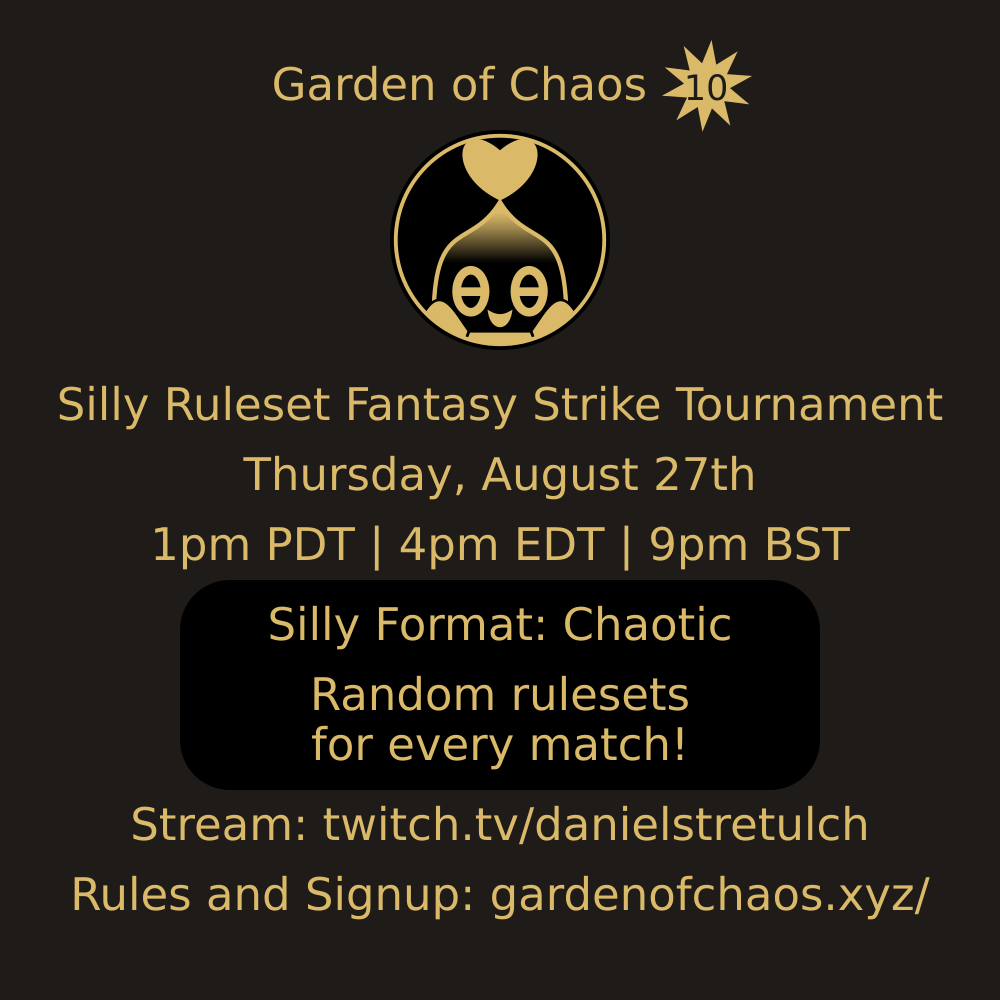 Garden of Chaos 10
Silly Ruleset Fantasy Strike Tournament
Thursday, August 27th
1pm PDT | 4pm EDT | 9pm BST
Silly Format: Chaotic
Random rulesets
for every match!
Stream: twitch.tv/danielstretulch
Rules and Signup: gardenofchaos.xyz/